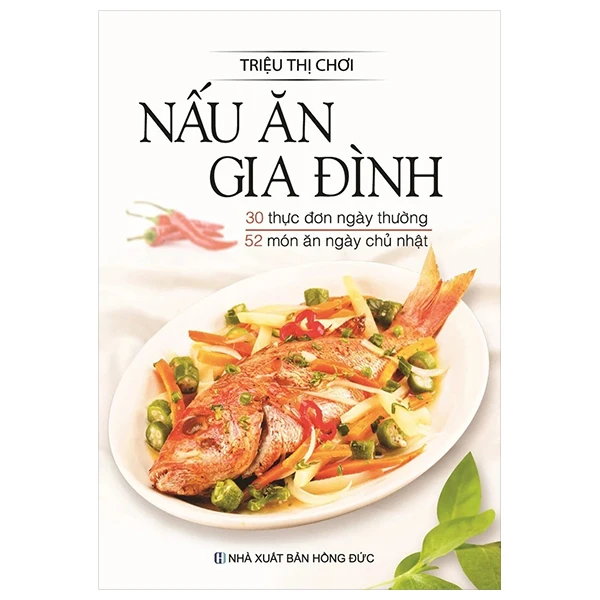 TRIỆU THỊ CHƠI
NẤU ĂN
GIA ĐÌNH
30 thực đơn ngày thường
52 món ăn ngày chủ nhật
NHÀ XUẤT BẢN HỒNG ĐỨC